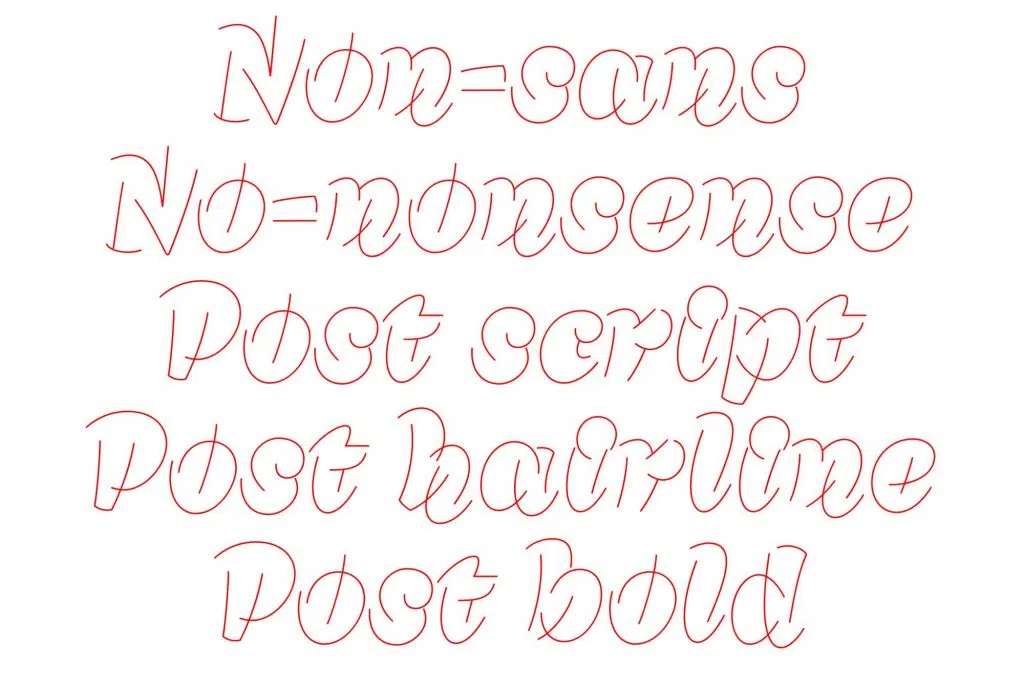 Non-sans
No-nonsense
Post script
Post hairline
Post bold